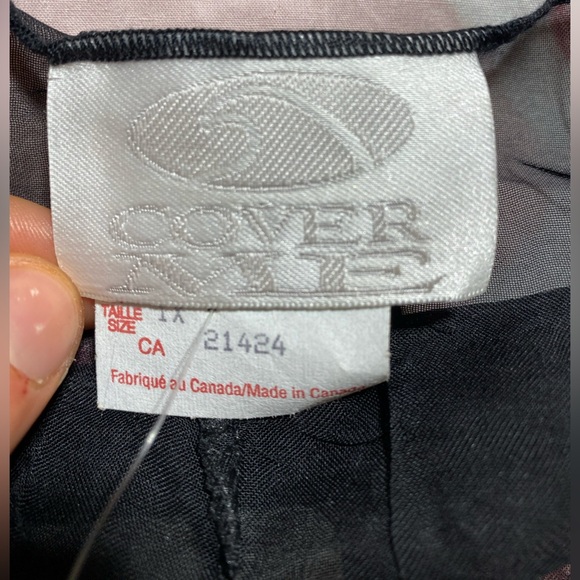 COVER
ME
TAILLE 1X
SIZE
CA 21424
Fabriqué au Canada/Made in Canada